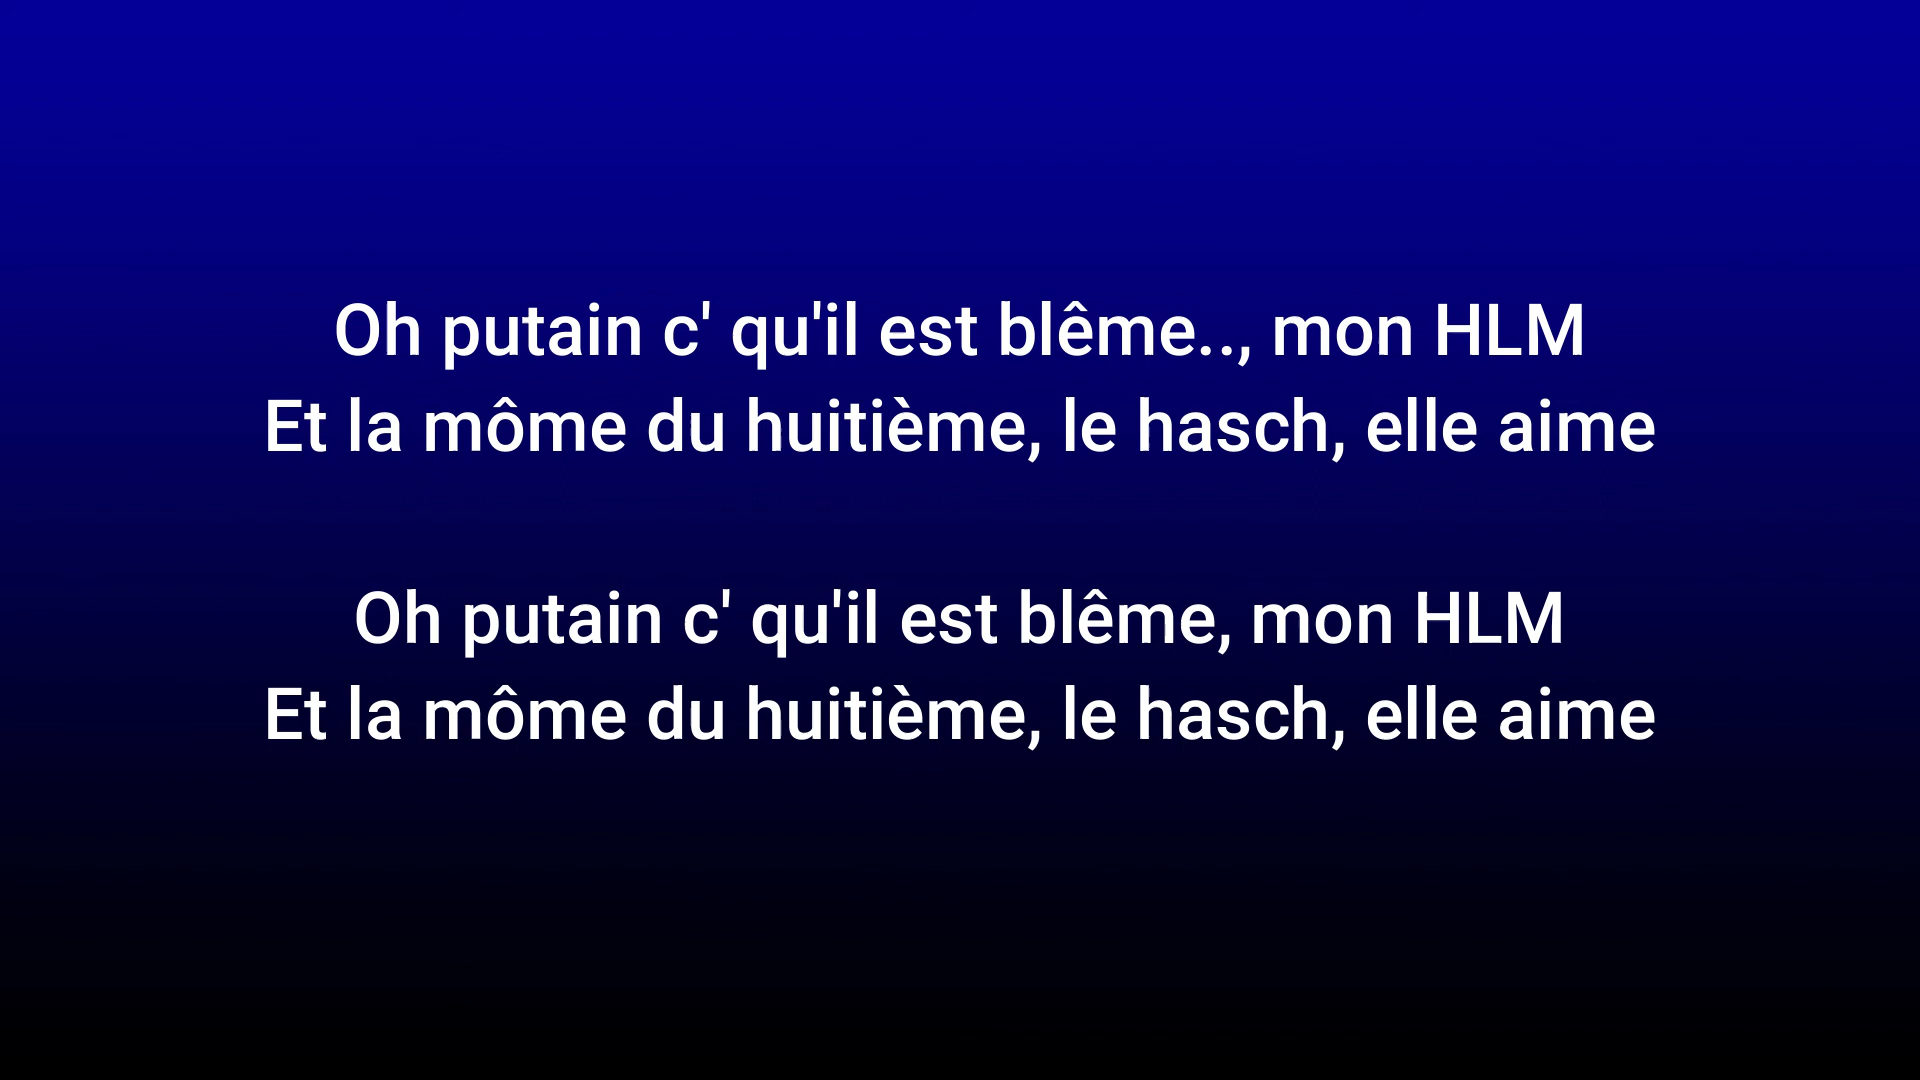 Oh putain c' qu'il est blême.., mon HLM
Et la môme du huitième, le hasch, elle aime
Oh putain c' qu'il est blême, mon HLM
Et la môme du huitième, le hasch, elle aime